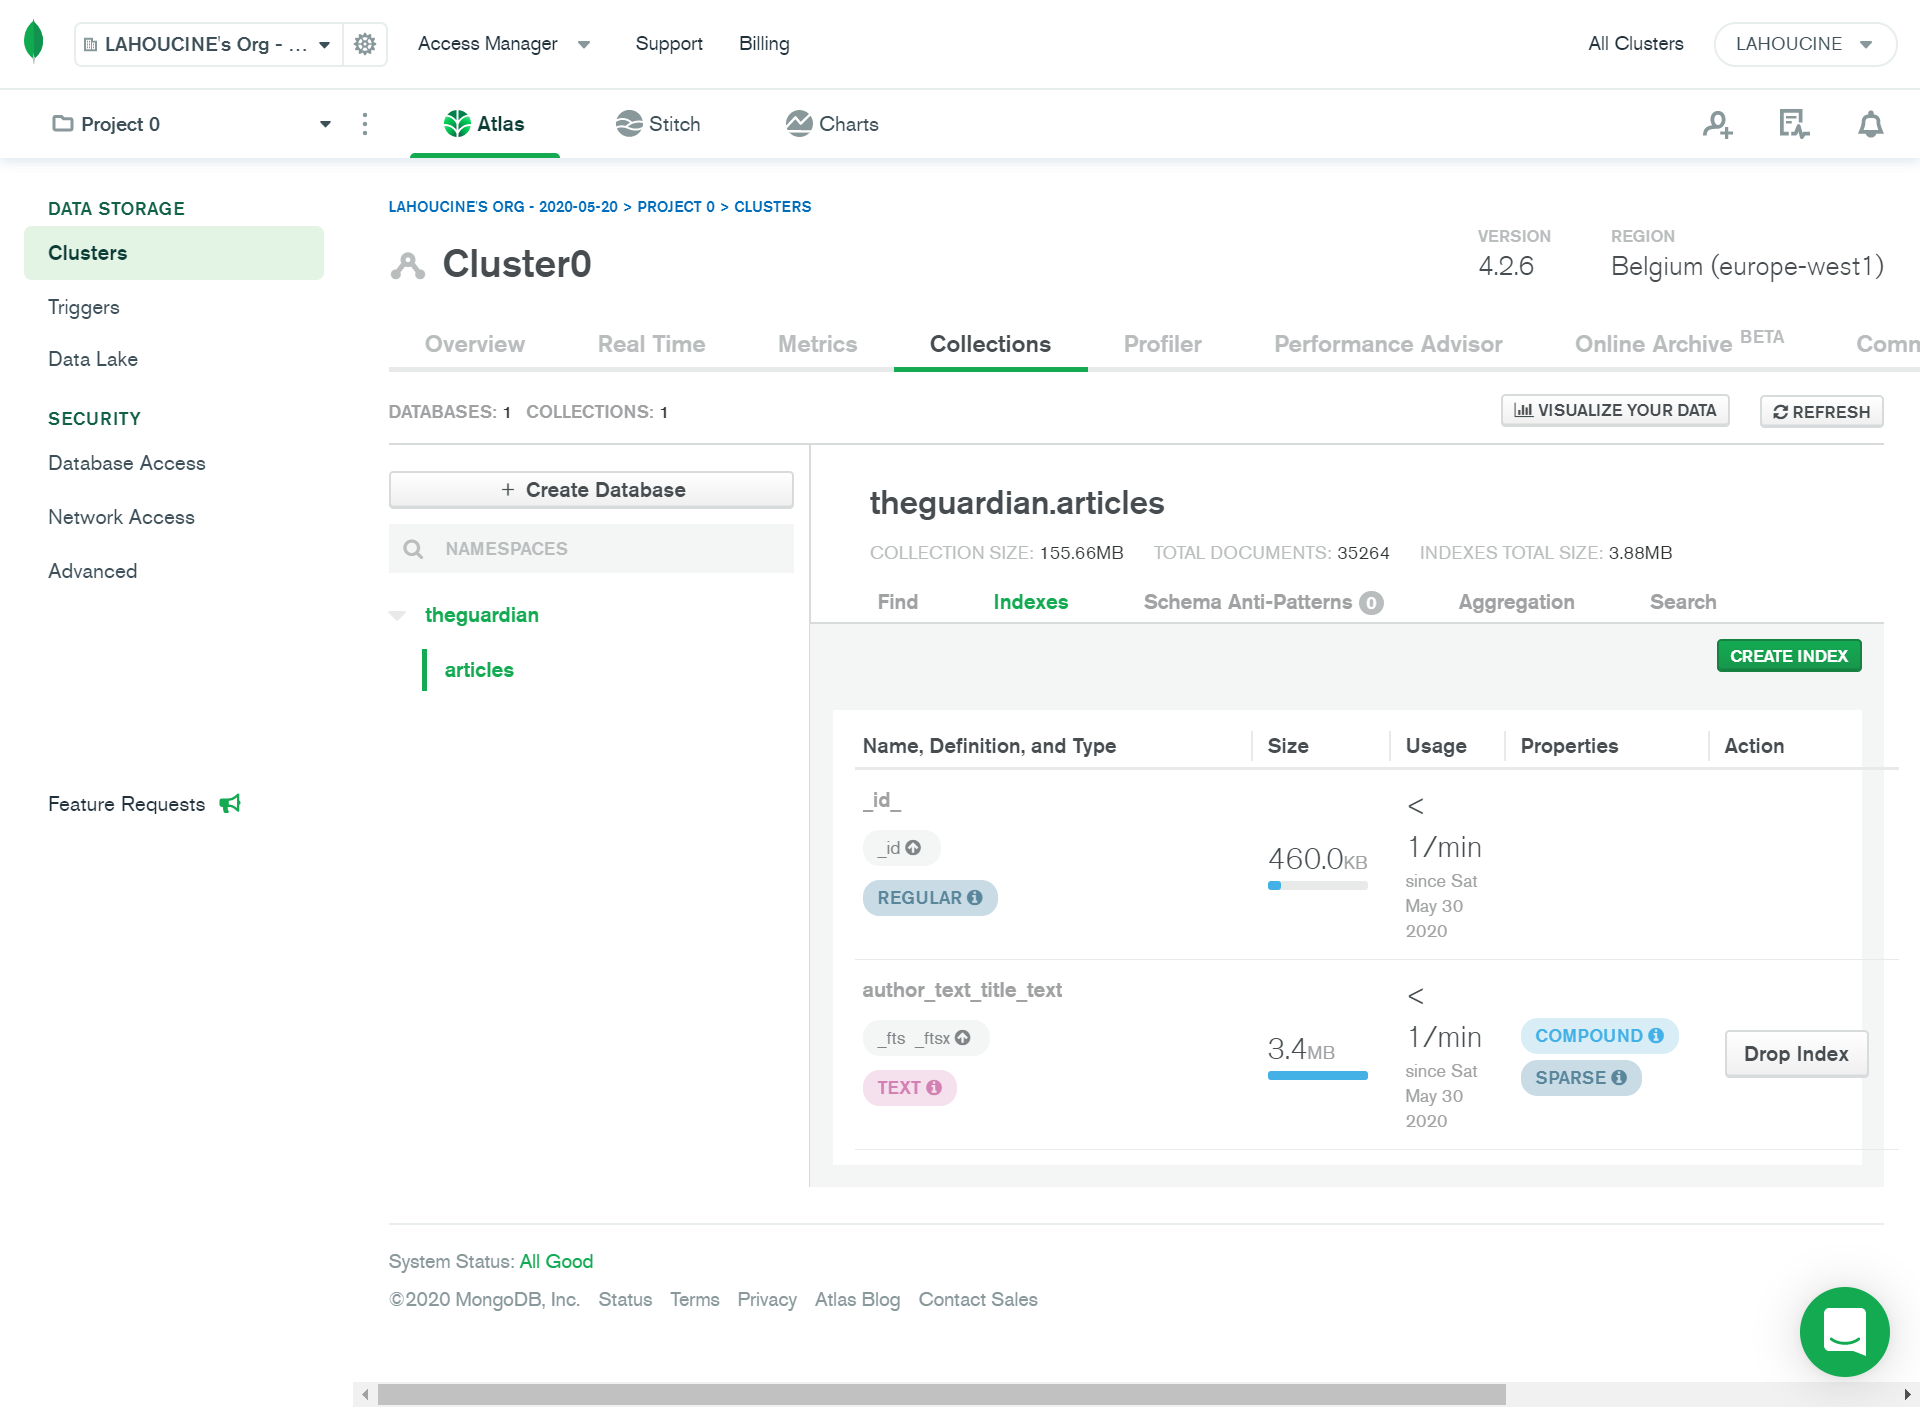 LAHOUCINE's Org - ...
Access Manager
Support
Billing
All Clusters
LAHOUCINE
Project 0
Atlas
Stitch
Charts
DATA STORAGE
Clusters
Triggers
Data Lake
SECURITY
Database Access
Network Access
Advanced
Feature Requests
LAHOUCINE'S ORG - 2020-05-20 > PROJECT 0 > CLUSTERS
Cluster0
VERSION
4.2.6
REGION
Belgium (europe-west1)
Overview
Real Time
Metrics
Collections
Profiler
Performance Advisor
Online Archive BETA
Comm
DATABASES: 1 COLLECTIONS: 1
VISUALIZE YOUR DATA
REFRESH
+ Create Database
NAMESPACES
theguardian
articles
theguardian.articles
COLLECTION SIZE: 155.66MB TOTAL DOCUMENTS: 35264 INDEXES TOTAL SIZE: 3.88MB
Find
Indexes
Schema Anti-Patterns 0
Aggregation
Search
CREATE INDEX
Name, Definition, and Type
Size
Usage
Properties
Action
_id_
_id
REGULAR
460.0KB
<
1/min
since Sat
May 30
2020
author_text_title_text
_fts _ftsx
TEXT
3.4MB
<
1/min
since Sat
May 30
2020
COMPOUND
SPARSE
Drop Index
System Status: All Good
©2020 MongoDB, Inc. Status Terms Privacy Atlas Blog Contact Sales